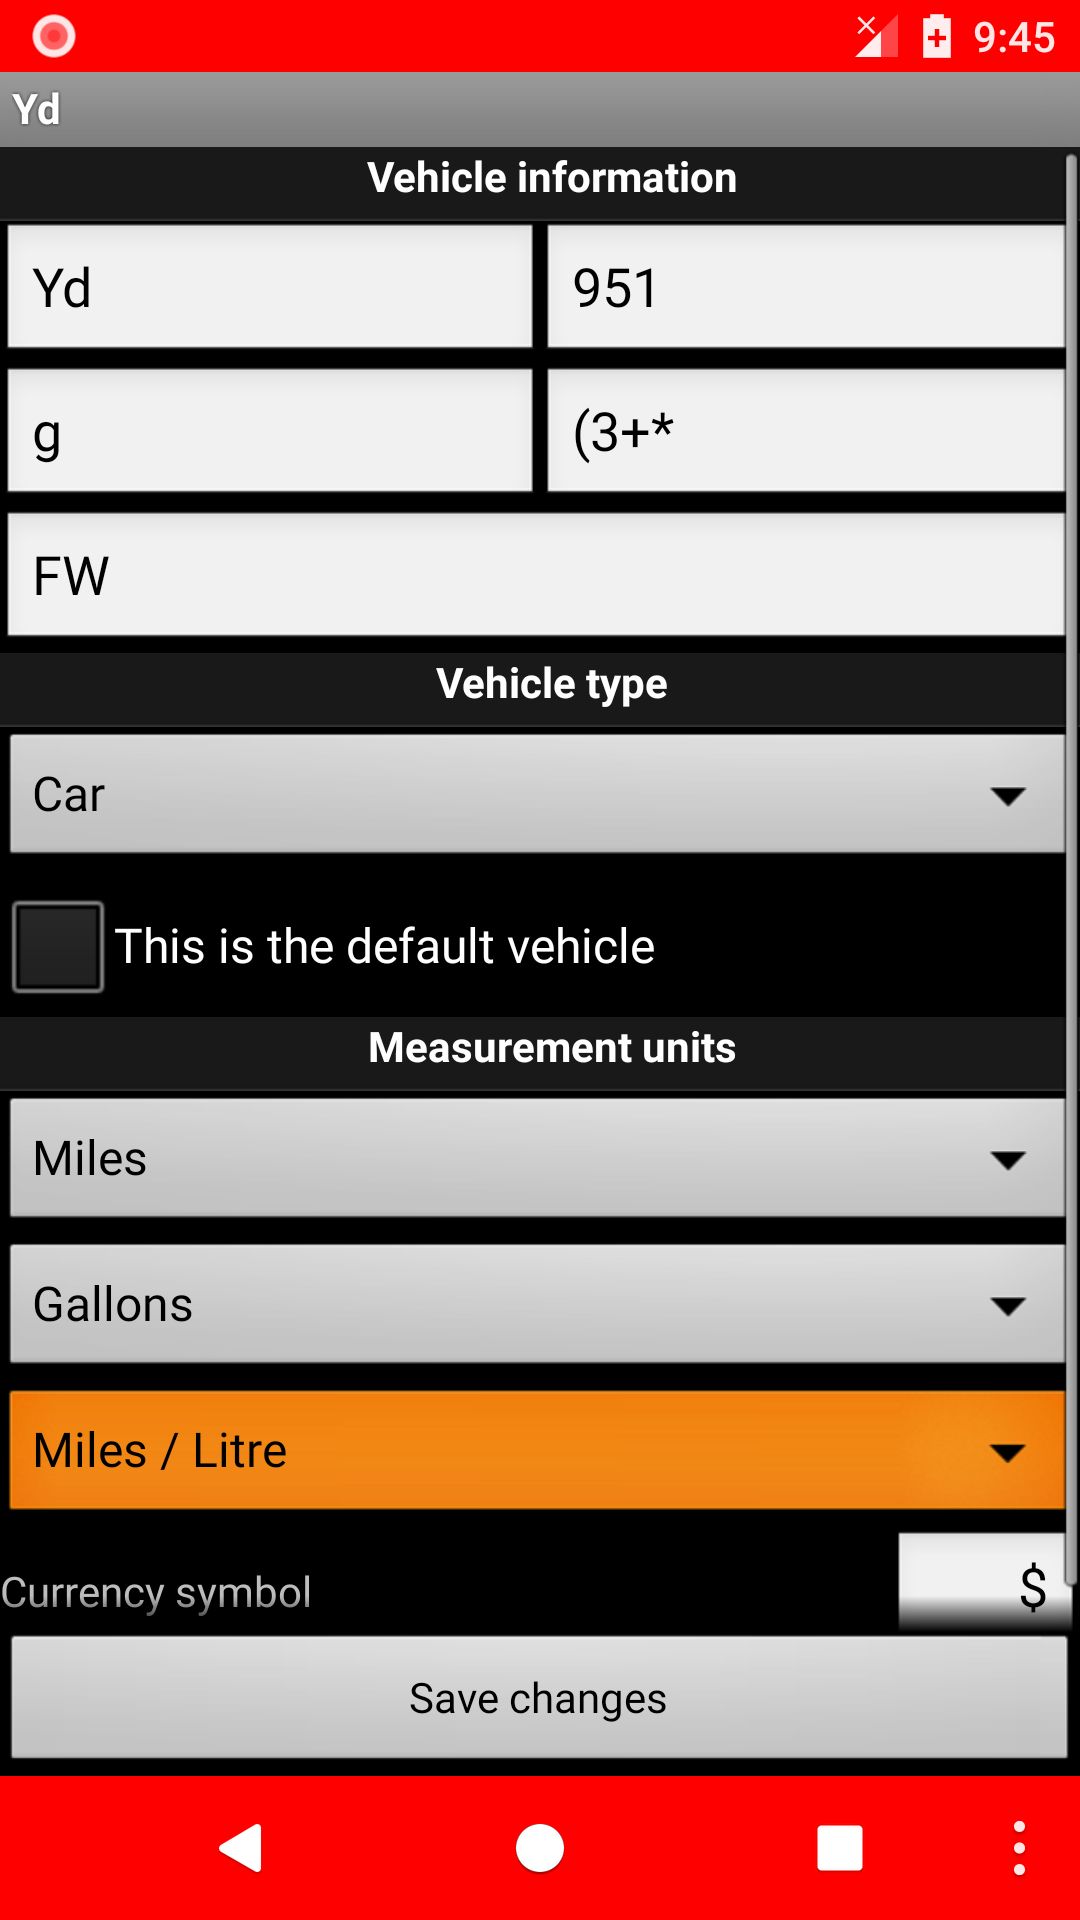 9:45
Yd
Vehicle information
Yd
951
g
(3+*
FW
Vehicle type
Car
This is the default vehicle
Measurement units
Miles
Gallons
Miles / Litre
Currency symbol
$
Save changes